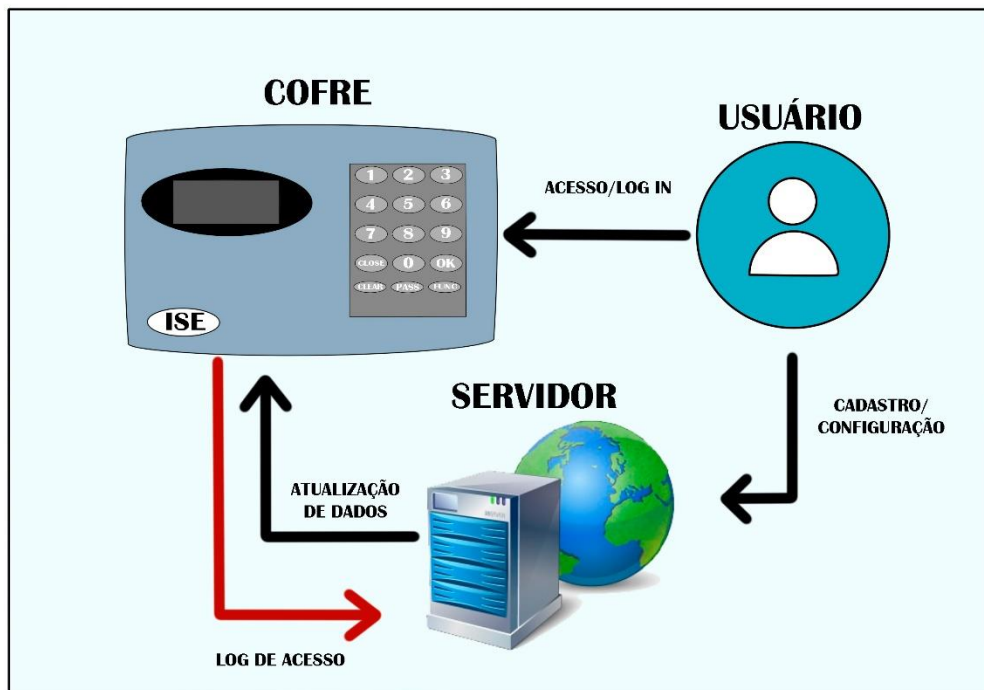 COFRE
USUÁRIO
1 2 3
4 5 6
7 8 9
CLOSE 0 OK
CLEAR PASS FUNC
ISE
ACESSO/LOG IN
CADASTRO/
CONFIGURAÇÃO
SERVIDOR
ATUALIZAÇÃO
DE DADOS
LOG DE ACESSO